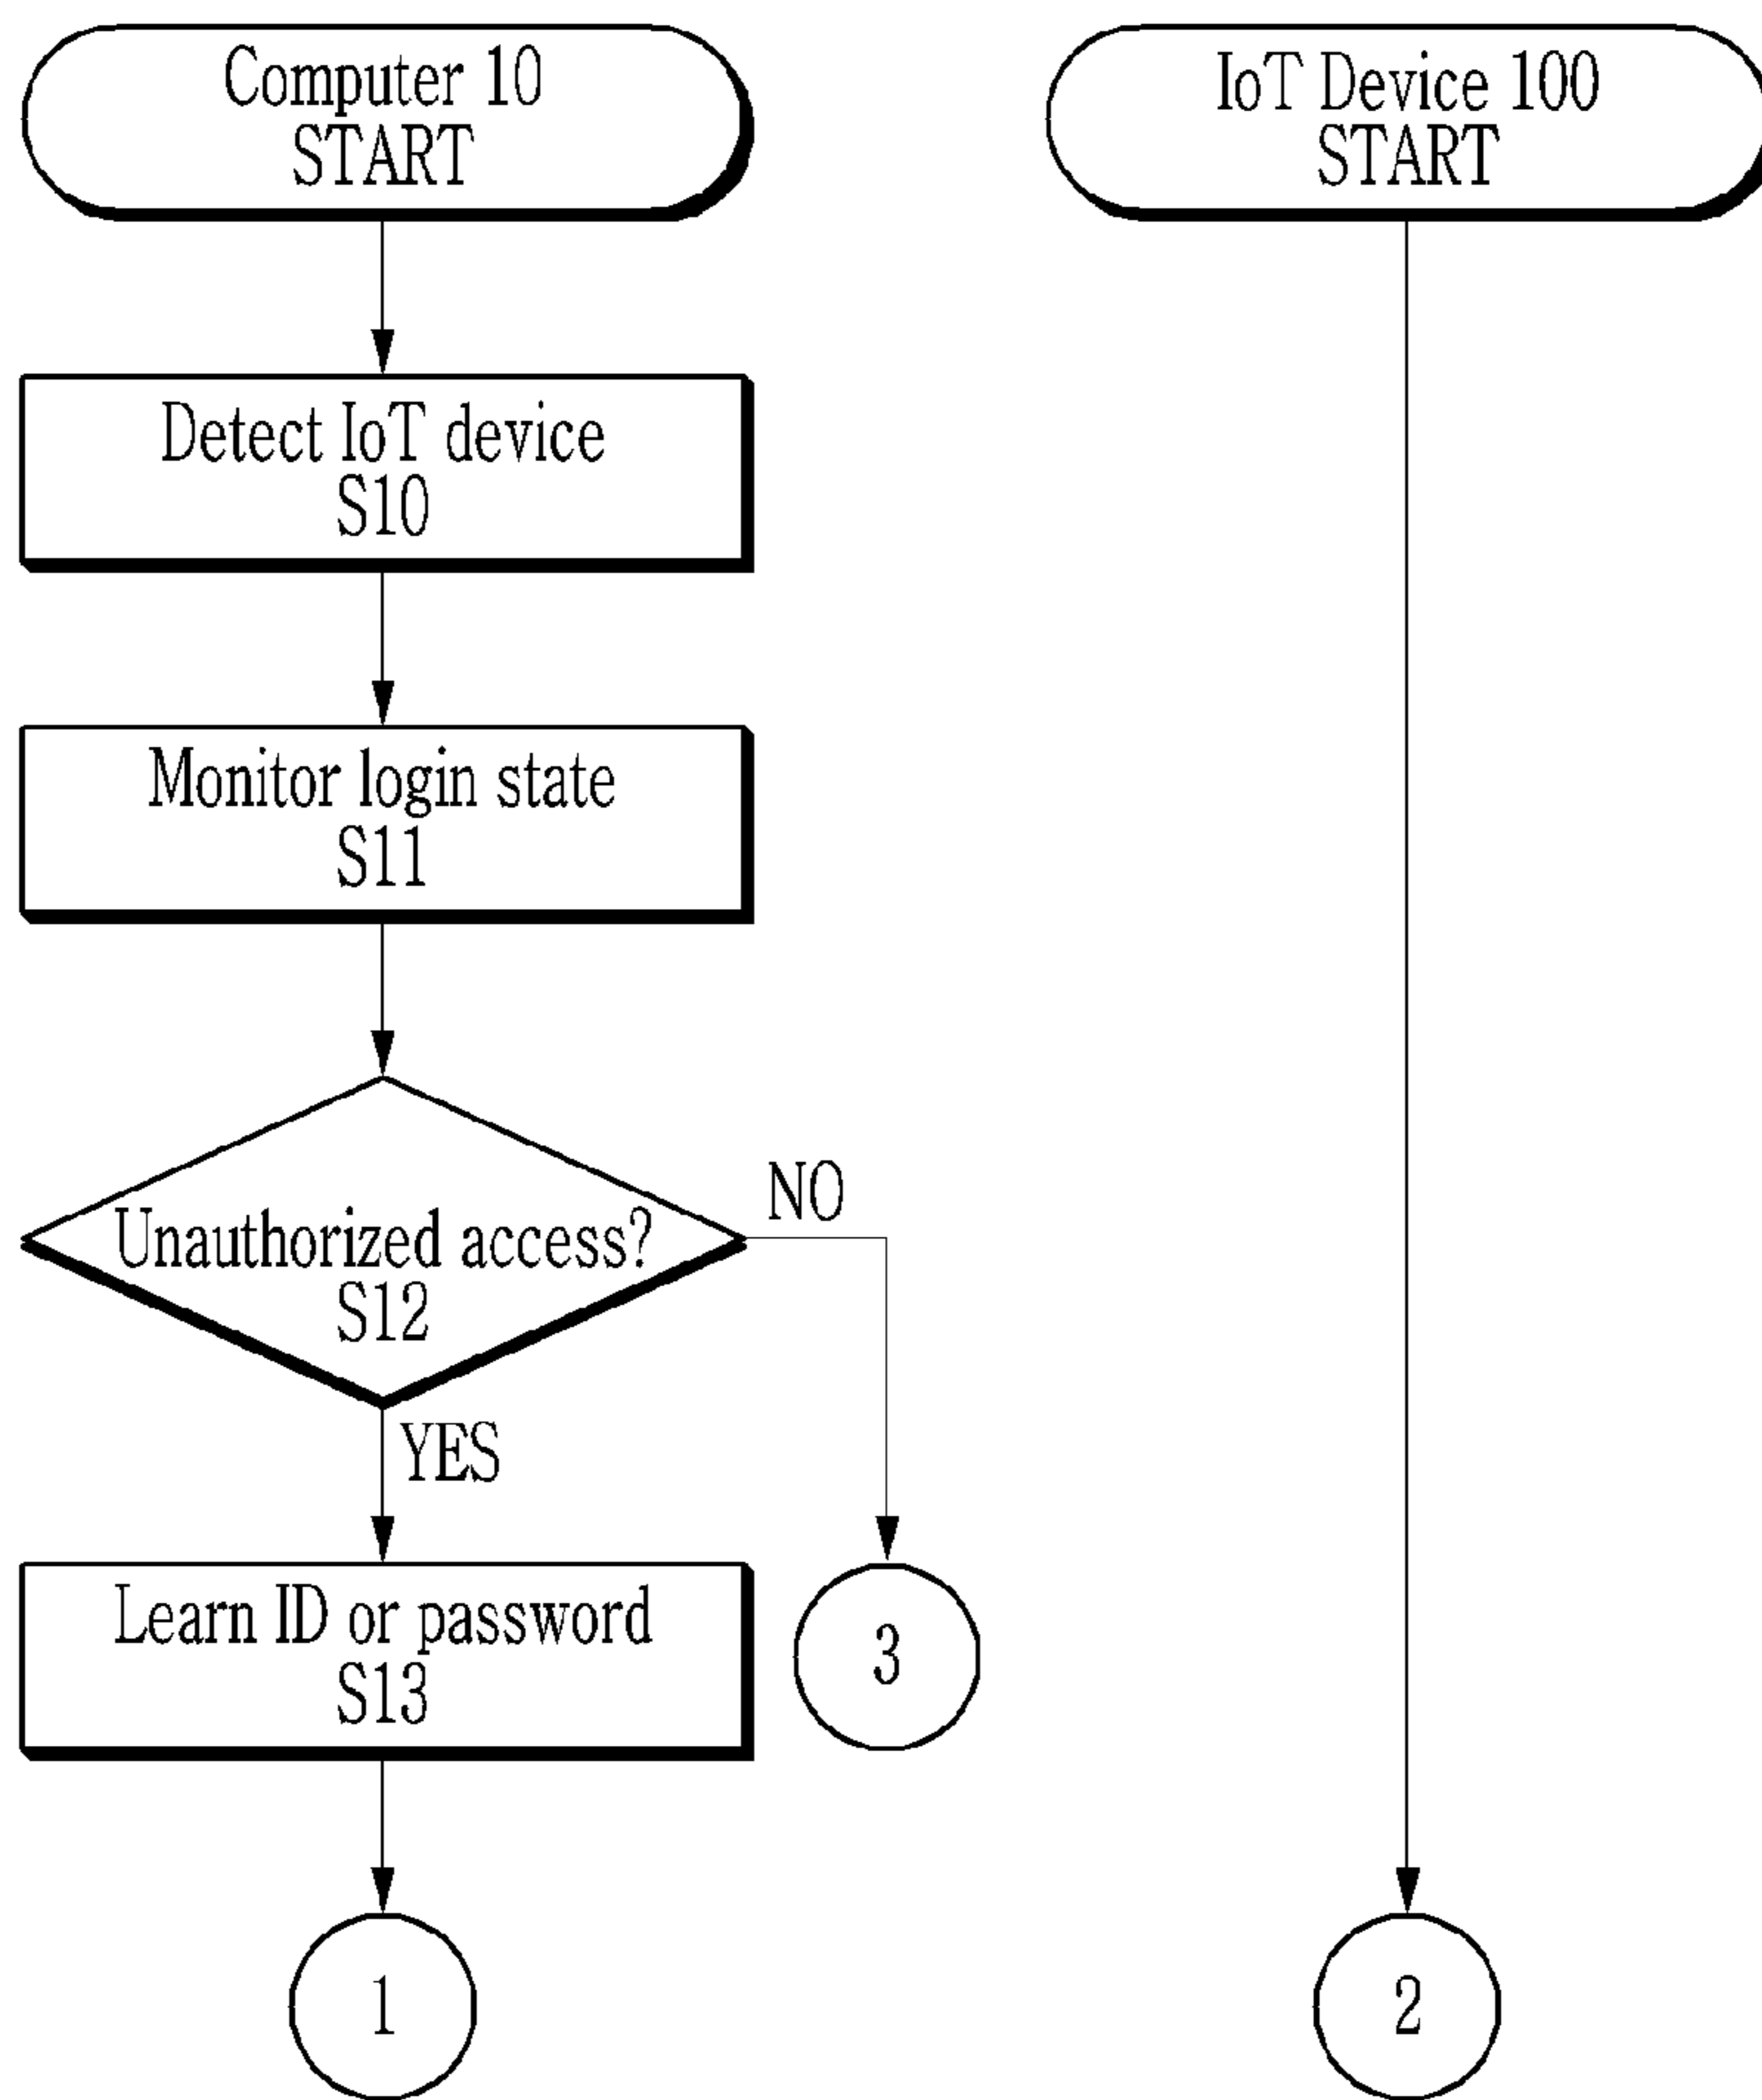 Computer 10
START
IoT Device 100
START
Detect IoT device
S10
Monitor login state
S11
Unauthorized access?
S12
NO
YES
Learn ID or password
S13
3
1
2